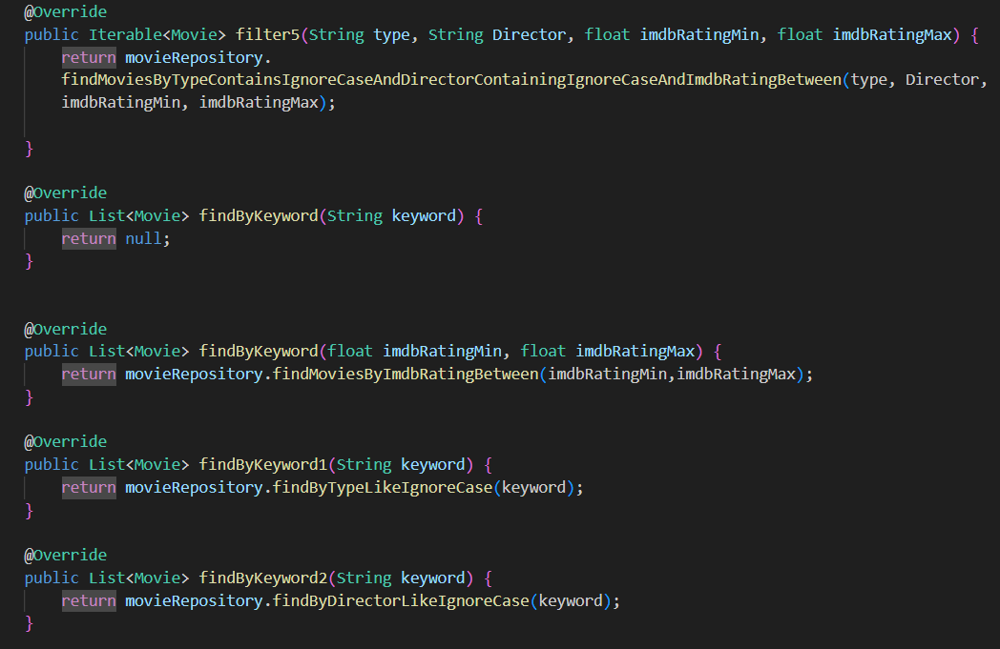 @Override
public Iterable<Movie> filter5(String type, String Director, float imdbRatingMin, float imdbRatingMax) {
return movieRepository.
findMoviesByTypeContainsIgnoreCaseAndDirectorContainingIgnoreCaseAndImdbRatingBetween(type, Director,
imdbRatingMin, imdbRatingMax);
}
@Override
public List<Movie> findByKeyword(String keyword) {
return null;
}
@Override
public List<Movie> findByKeyword(float imdbRatingMin, float imdbRatingMax) {
return movieRepository.findMoviesByImdbRatingBetween(imdbRatingMin,imdbRatingMax);
}
@Override
public List<Movie> findByKeyword1(String keyword) {
return movieRepository.findByTypeLikeIgnoreCase(keyword);
}
@Override
public List<Movie> findByKeyword2(String keyword) {
return movieRepository.findByDirectorLikeIgnoreCase(keyword);
}